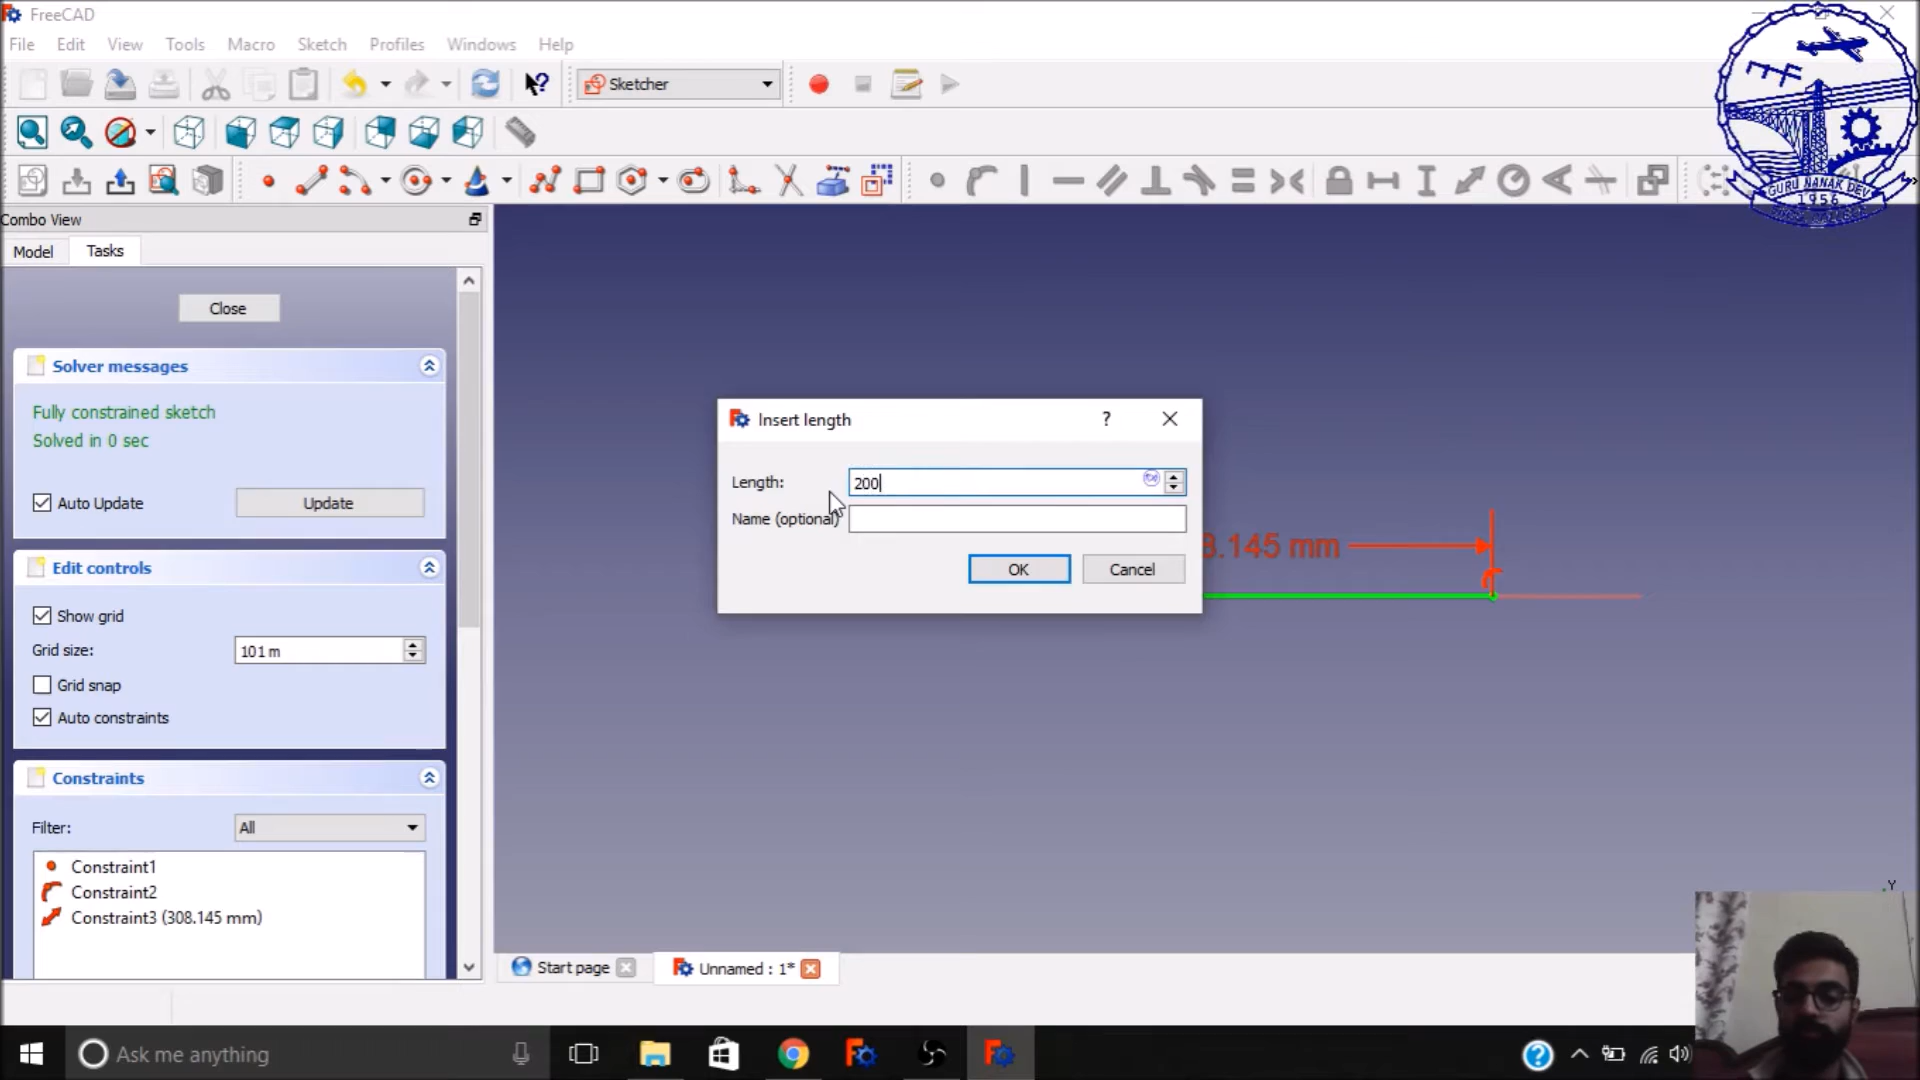 FreeCAD
File Edit View Tools Macro Sketch Profiles Windows Help
Sketcher
Combo View
Model Tasks
Close
Solver messages
Fully constrained sketch
Solved in 0 sec
Auto Update Update
Edit controls
Show grid
Grid size: 101 m
Grid snap
Auto constraints
Constraints
Filter: All
Constraint1
Constraint2
Constraint3 (308.145 mm)
Insert length ?
Length: 200
Name (optional)
OK Cancel
8.145 mm
Y
Start page Unnamed : 1*
Ask me anything
GURU NANAK DEV
1956